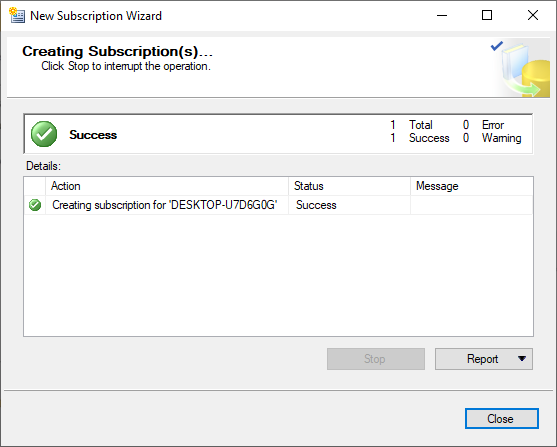 New Subscription Wizard
Creating Subscription(s)...
Click Stop to interrupt the operation.
Success
1 Total 0 Error
1 Success 0 Warning
Details:
Action Status Message
Creating subscription for 'DESKTOP-U7D6G0G' Success
Stop Report
Close